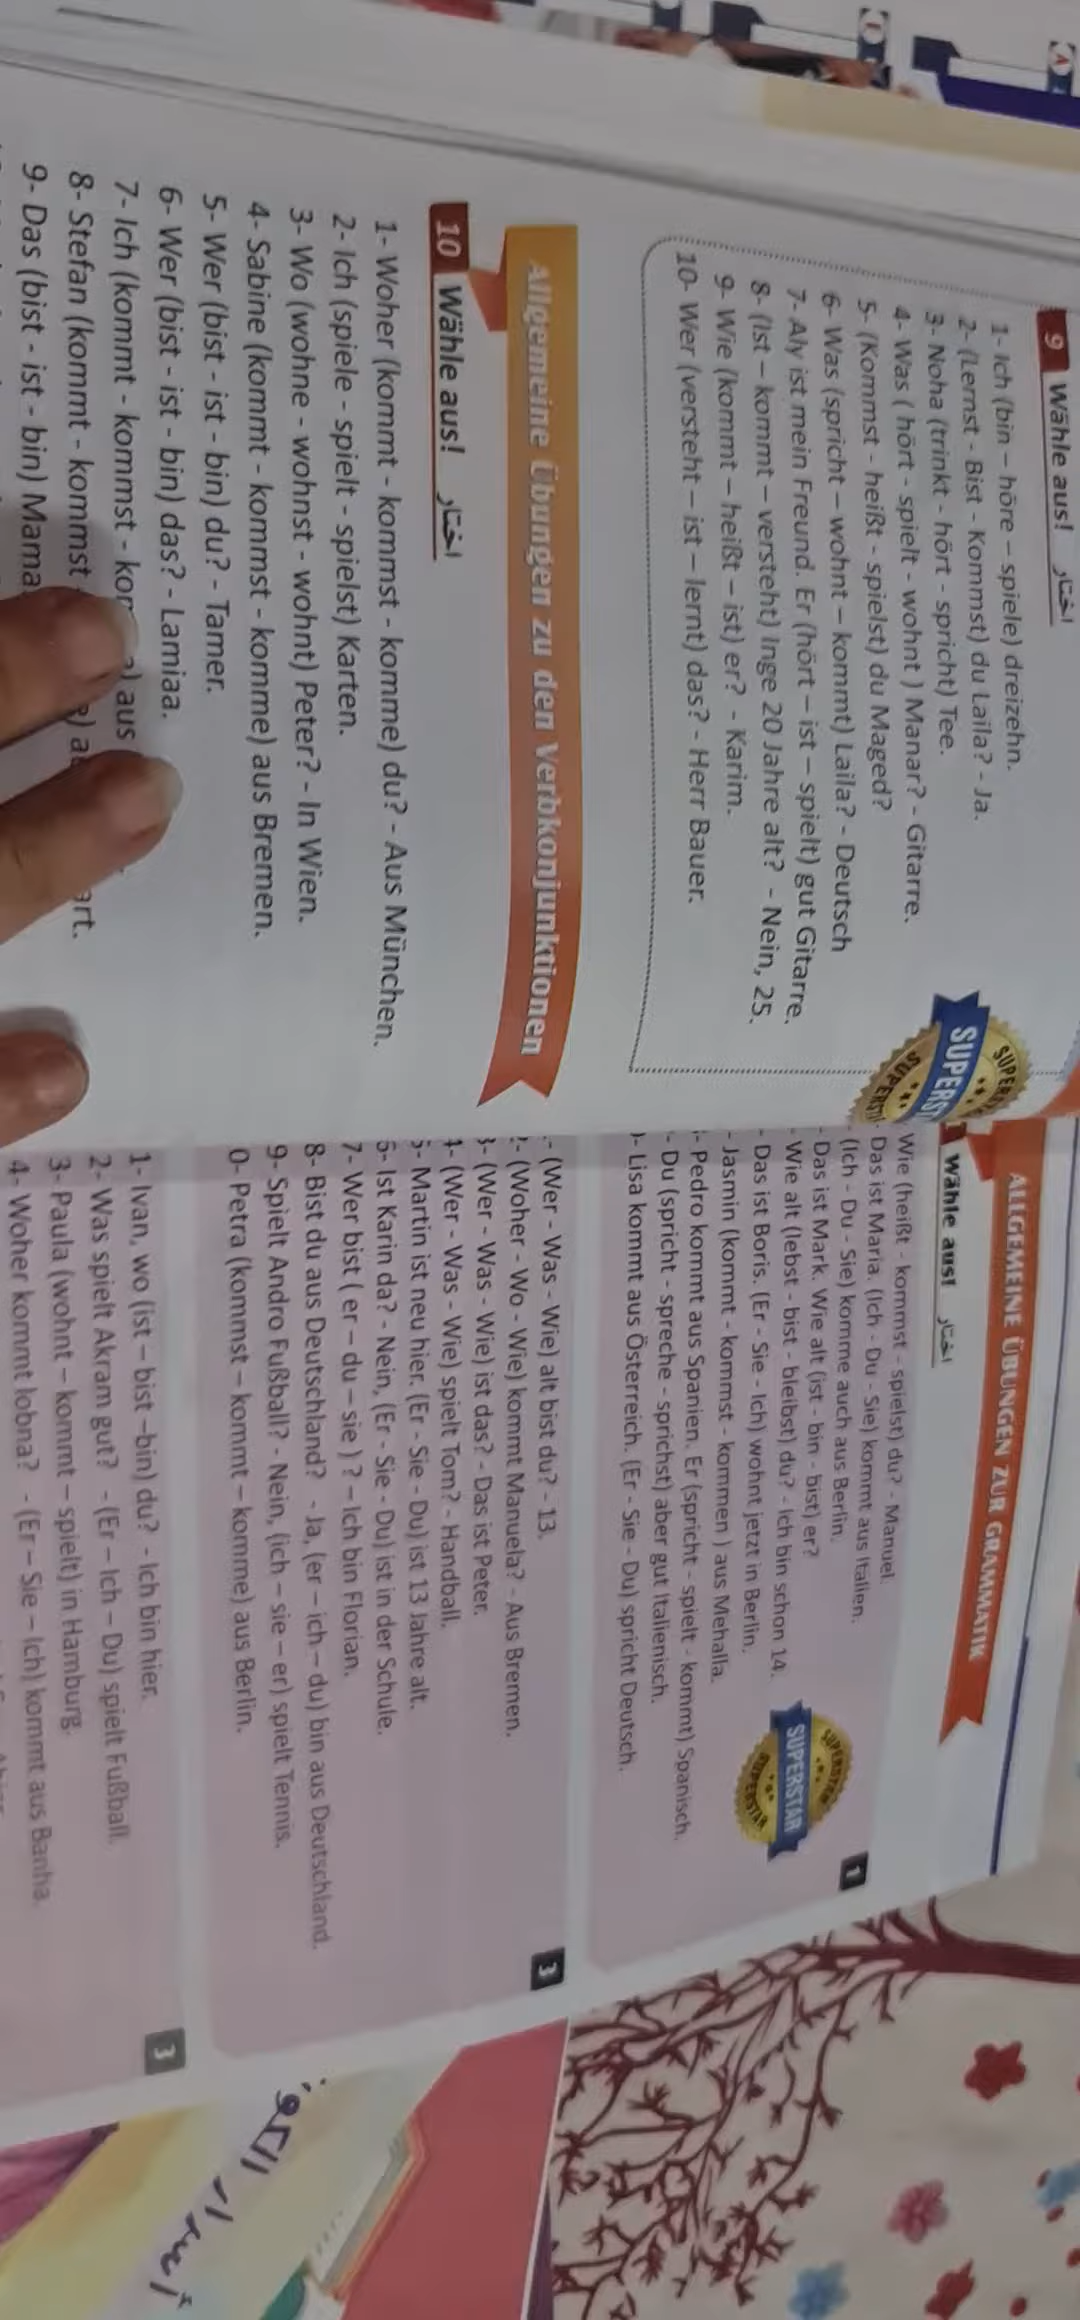 9 Wähle aus! اختار
1- Ich (bin – höre – spiele) dreizehn.
2- (Lernst - Bist - Kommst) du Laila? - Ja.
3- Noha (trinkt - hört - spricht) Tee.
4- Was ( hört - spielt - wohnt ) Manar? - Gitarre.
5- (Kommst - heißt - spielst) du Maged?
6- Was (spricht – wohnt – kommt) Laila? - Deutsch
7- Aly ist mein Freund. Er (hört – ist – spielt) gut Gitarre.
8- (Ist – kommt – versteht) Inge 20 Jahre alt? - Nein, 25.
9- Wie (kommt – heißt – ist) er? - Karim.
10- Wer (versteht – ist – lernt) das? - Herr Bauer.
Allgemeine Übungen zu den Verbkonjunktionen
10 Wähle aus! اختار
1- Woher (kommt - kommst - komme) du? - Aus München.
2- Ich (spiele - spielt - spielst) Karten.
3- Wo (wohne - wohnst - wohnt) Peter? - In Wien.
4- Sabine (kommt - kommst - komme) aus Bremen.
5- Wer (bist - ist - bin) du? - Tamer.
6- Wer (bist - ist - bin) das? - Lamiaa.
7- Ich (kommt - kommst - aus
8- Stefan (kommt - kommst
9- Das (bist - ist - bin) Mama
ALLGEMEINE ÜBUNGEN ZUR GRAMMATIK
Wähle aus! اختار
1
Wie (heißt - kommst - spielst) du? - Manuel.
- Das ist Maria. (Ich - Du - Sie) kommt aus Italien.
(Ich - Du - Sie) komme auch aus Berlin.
- Das ist Mark. Wie alt (ist - bin - bist) er?
- Wie alt (lebst - bist - bleibst) du? - Ich bin schon 14.
- Das ist Boris. (Er - Sie - Ich) wohnt jetzt in Berlin.
- Jasmin (kommt - kommst - kommen ) aus Mehalla.
- Pedro kommt aus Spanien. Er (spricht - spielt - kommt) Spanisch.
- Du (spricht - spreche - sprichst) aber gut Italienisch.
- Lisa kommt aus Österreich. (Er - Sie - Du) spricht Deutsch.
SUPERSTAR
3
- (Wer - Was - Wie) alt bist du? - 13.
- (Woher - Wo - Wie) kommt Manuela? - Aus Bremen.
- (Wer - Was - Wie) ist das? - Das ist Peter.
- (Wer - Was - Wie) spielt Tom? - Handball.
- Martin ist neu hier. (Er - Sie - Du) ist 13 Jahre alt.
- Ist Karin da? - Nein, (Er - Sie - Du) ist in der Schule.
7- Wer bist ( er – du – sie ) ? – Ich bin Florian.
8- Bist du aus Deutschland? - Ja, (er – ich – du) bin aus Deutschland.
9- Spielt Andro Fußball? - Nein, (ich – sie – er) spielt Tennis.
0- Petra (kommst – kommt – komme) aus Berlin.
3
1- Ivan, wo (ist – bist –bin) du? - Ich bin hier.
2- Was spielt Akram gut? - (Er – Ich – Du) spielt Fußball.
3- Paula (wohnt – kommt – spielt) in Hamburg.
4- Woher kommt lobna? - (Er – Sie – Ich) kommt aus Banha.